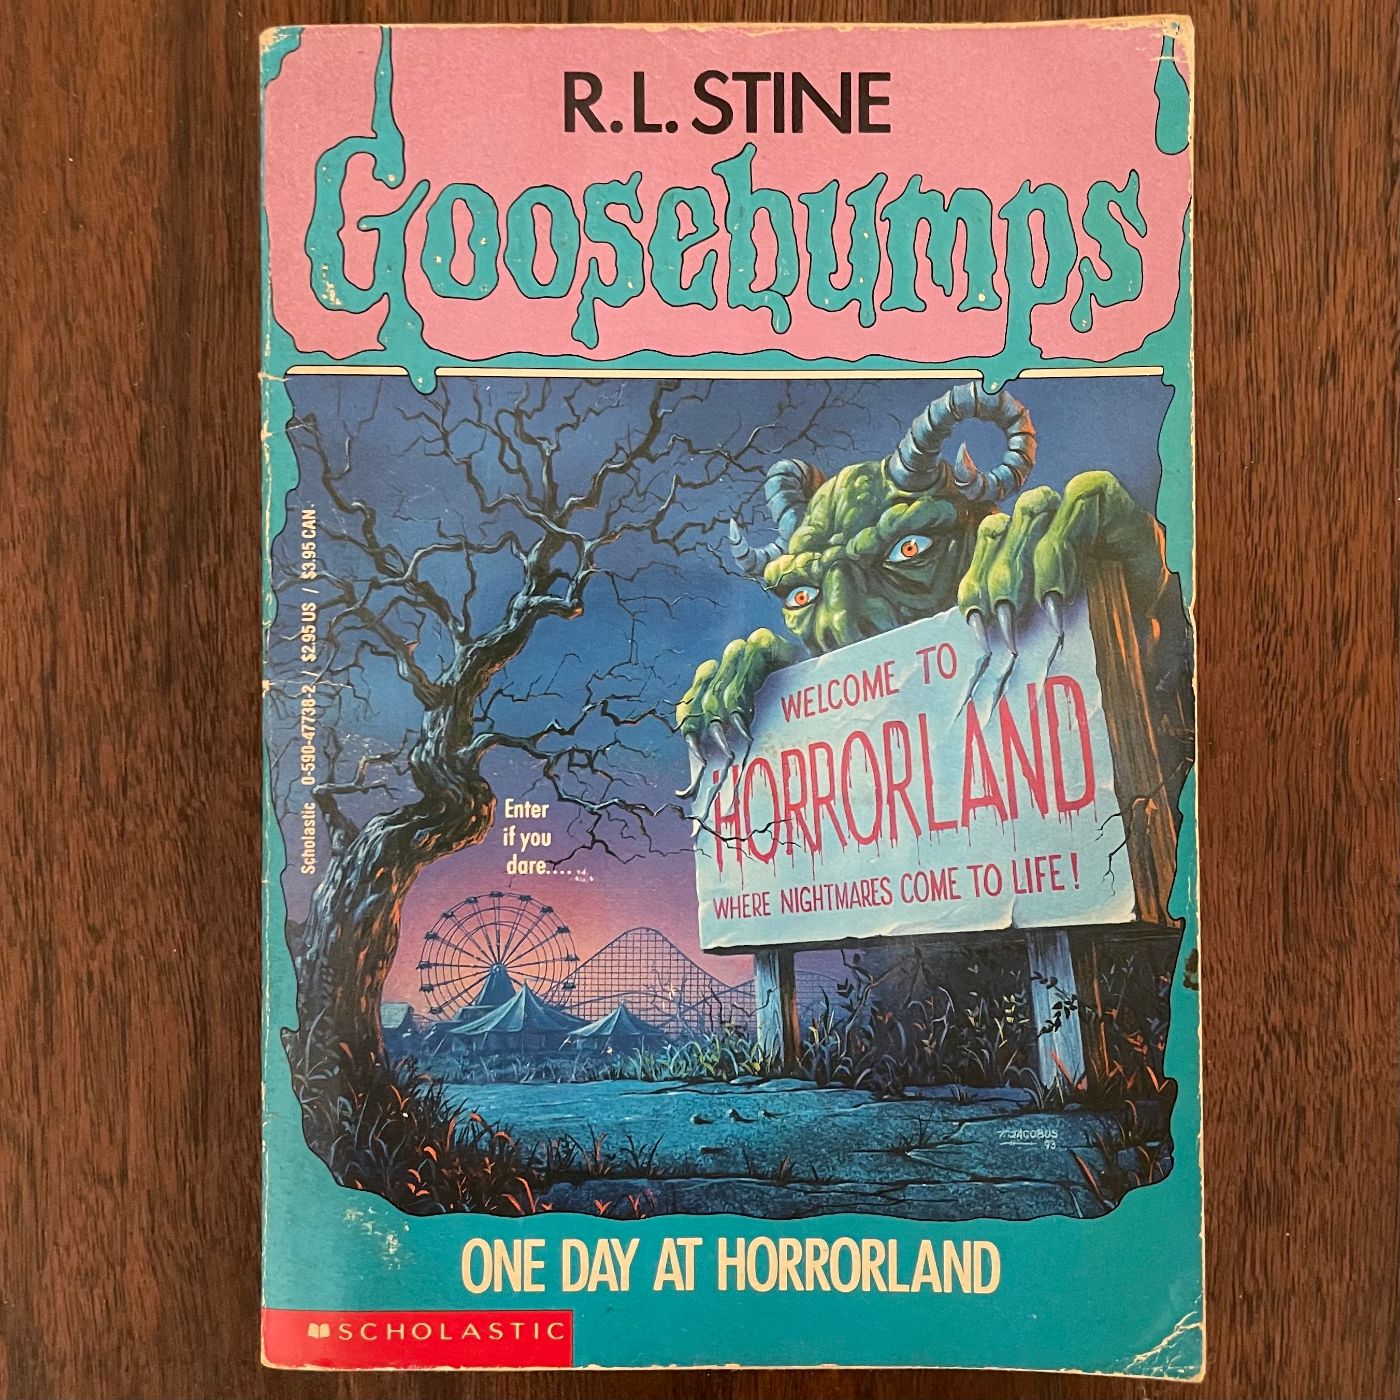 R.L. STINE
Goosebumps
Scholastic 0-590-47738-2 / $2.95 US / $3.95 CAN.
WELCOME TO
HORRORLAND
WHERE NIGHTMARES COME TO LIFE!
Enter
if you
dare....
T. JACOBUS
93
ONE DAY AT HORRORLAND
SCHOLASTIC